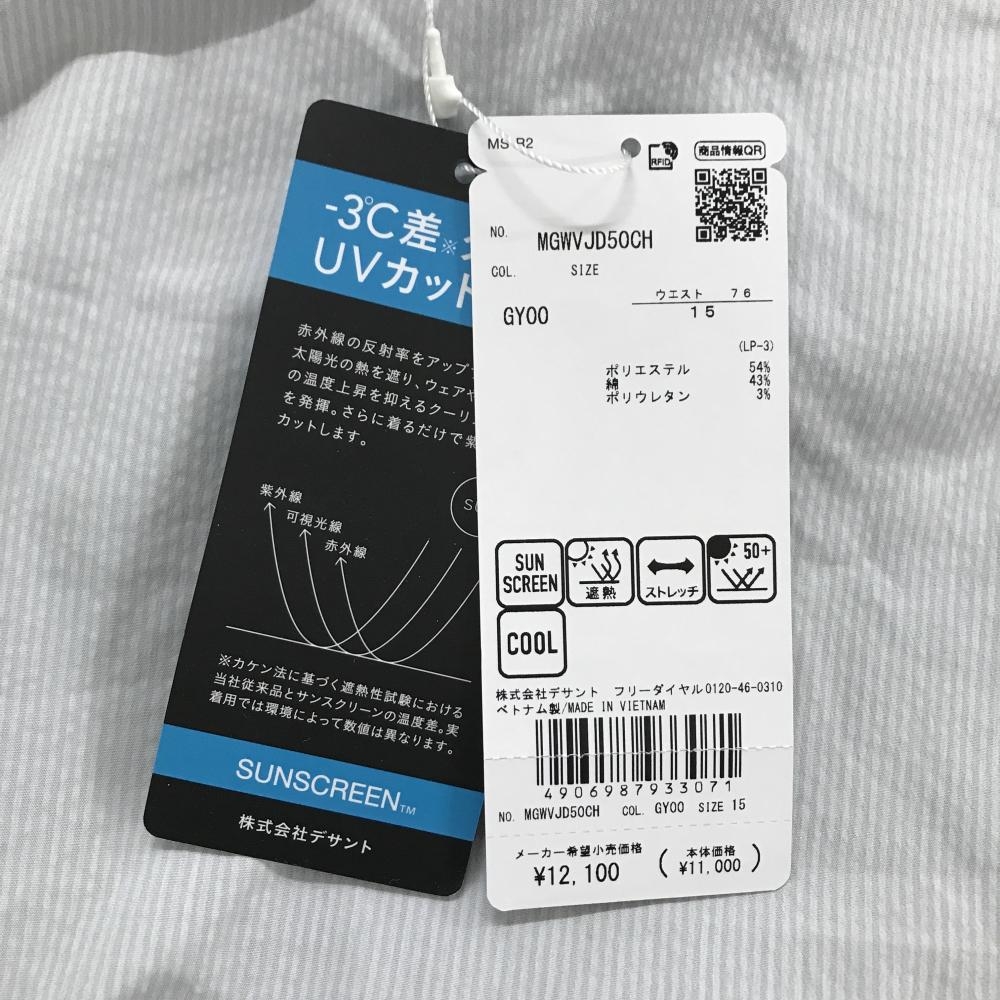 -3℃差※
UVカット
赤外線の反射率をアップ
太陽光の熱を遮り、ウェアや
の温度上昇を抑えるクーリ
を発揮。さらに着るだけで紫
カットします。
紫外線
可視光線
赤外線
※カケン法に基づく遮熱性試験における
当社従来品とサンスクリーンの温度差。実
着用では環境によって数値は異なります。
SUNSCREEN™
株式会社デサント
MS R2
RFID
商品情報QR
NO. MGWVJD50CH
COL. SIZE
GY00
ウエスト 76
15
(LP-3)
ポリエステル 54%
綿 43%
ポリウレタン 3%
SUN SCREEN
遮熱
ストレッチ
50+
COOL
株式会社デサント フリーダイヤル0120-46-0310
ベトナム製/MADE IN VIETNAM
4906987933071
NO. MGWVJD50CH COL. GY00 SIZE 15
メーカー希望小売価格 (本体価格
¥12,100 ¥11,000)